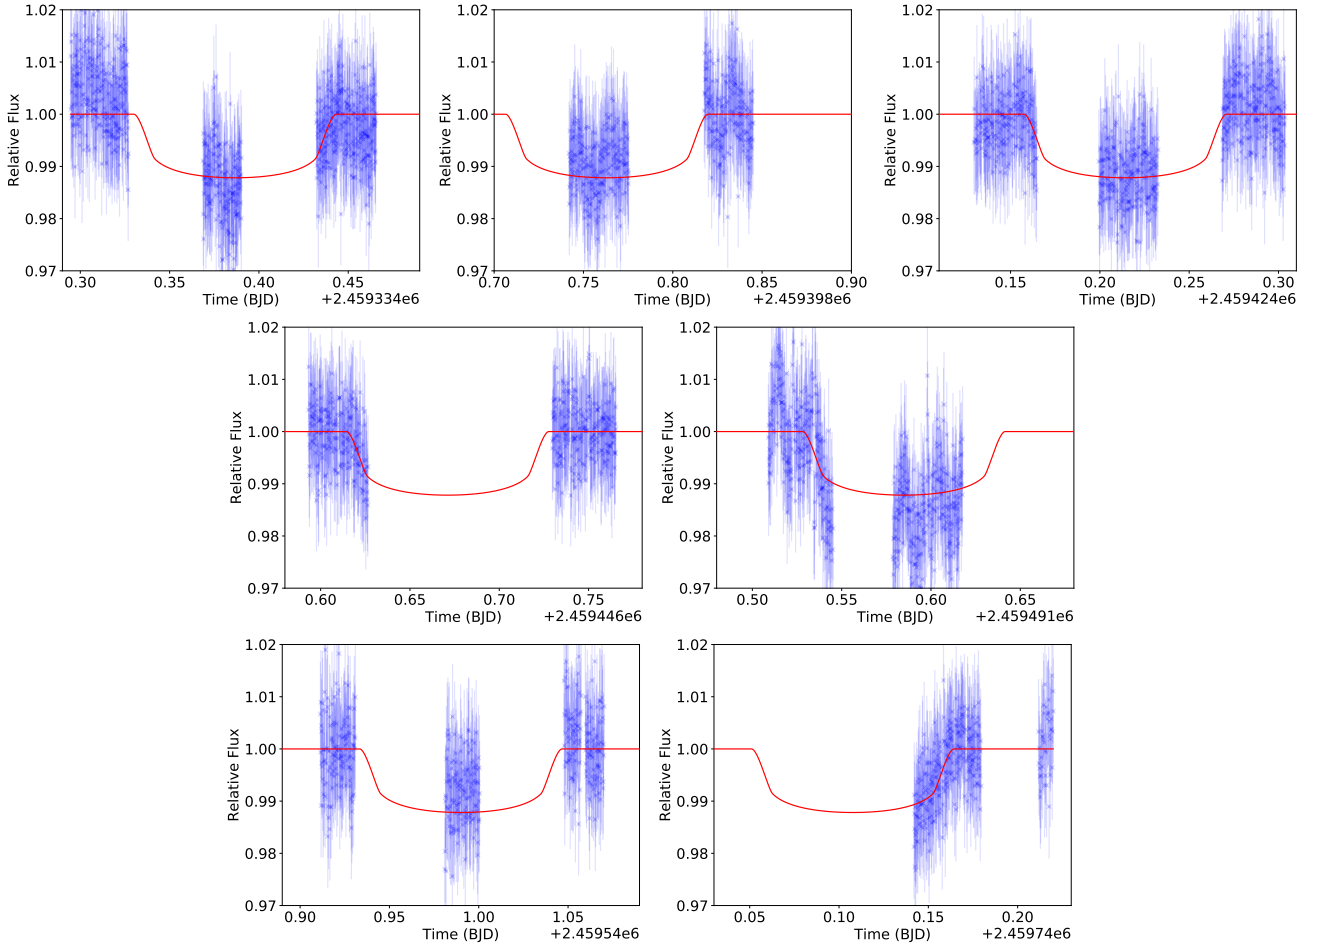 1.02 1.02 1.02
1.01 1.01 1.01
1.00 1.00 1.00
0.99 0.99 0.99
0.98 0.98 0.98
0.97 0.97 0.97
Relative Flux Relative Flux Relative Flux
0.30 0.35 0.40 0.45 0.70 0.75 0.80 0.85 0.90 0.15 0.20 0.25 0.30
Time (BJD) +2.459334e6 Time (BJD) +2.459398e6 Time (BJD) +2.459424e6
1.02 1.02
1.01 1.01
1.00 1.00
0.99 0.99
0.98 0.98
0.97 0.97
Relative Flux Relative Flux
0.60 0.65 0.70 0.75 0.50 0.55 0.60 0.65
Time (BJD) +2.459446e6 Time (BJD) +2.459491e6
1.02 1.02
1.01 1.01
1.00 1.00
0.99 0.99
0.98 0.98
0.97 0.97
Relative Flux Relative Flux
0.90 0.95 1.00 1.05 0.05 0.10 0.15 0.20
Time (BJD) +2.45954e6 Time (BJD) +2.45974e6